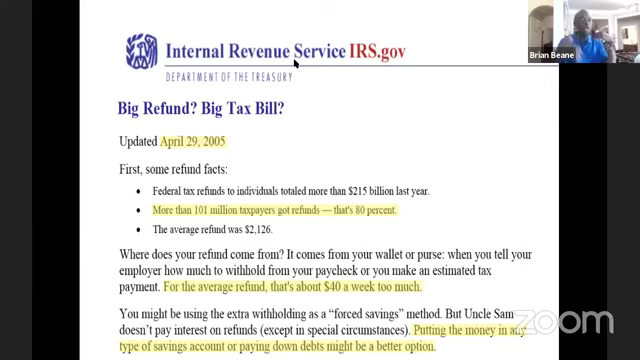 Brian Beane
Internal Revenue Service IRS.gov
DEPARTMENT OF THE TREASURY
Big Refund? Big Tax Bill?
Updated April 29, 2005
First, some refund facts:
• Federal tax refunds to individuals totaled more than $215 billion last year.
• More than 101 million taxpayers got refunds — that's 80 percent.
• The average refund was $2,126.
Where does your refund come from? It comes from your wallet or purse: when you tell your
employer how much to withhold from your paycheck or you make an estimated tax
payment. For the average refund, that's about $40 a week too much.
You might be using the extra withholding as a “forced savings” method. But Uncle Sam
doesn't pay interest on refunds (except in special circumstances). Putting the money in any
type of savings account or paying down debts might be a better option.
zoom